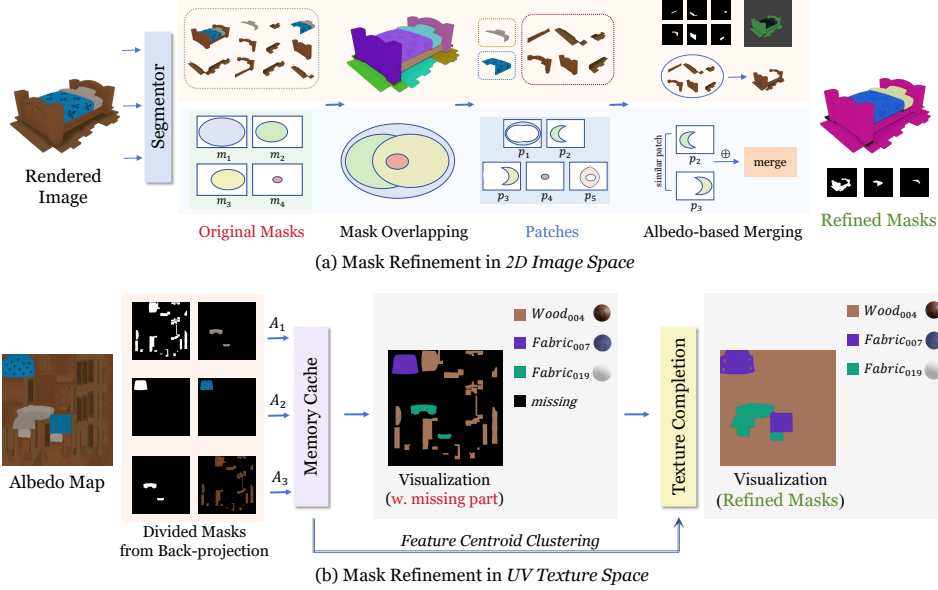 Rendered
Image
Segmentor
m1
m2
m3
m4
Original Masks
Mask Overlapping
p1
p2
p3
p4
p5
Patches
similar patch
p2
⊕
merge
p3
Albedo-based Merging
Refined Masks
(a) Mask Refinement in 2D Image Space
Albedo Map
A1
A2
A3
Divided Masks
from Back-projection
Memory Cache
Wood004
Fabric007
Fabric019
missing
Visualization
(w. missing part)
Feature Centroid Clustering
Texture Completion
Wood004
Fabric007
Fabric019
Visualization
(Refined Masks)
(b) Mask Refinement in UV Texture Space